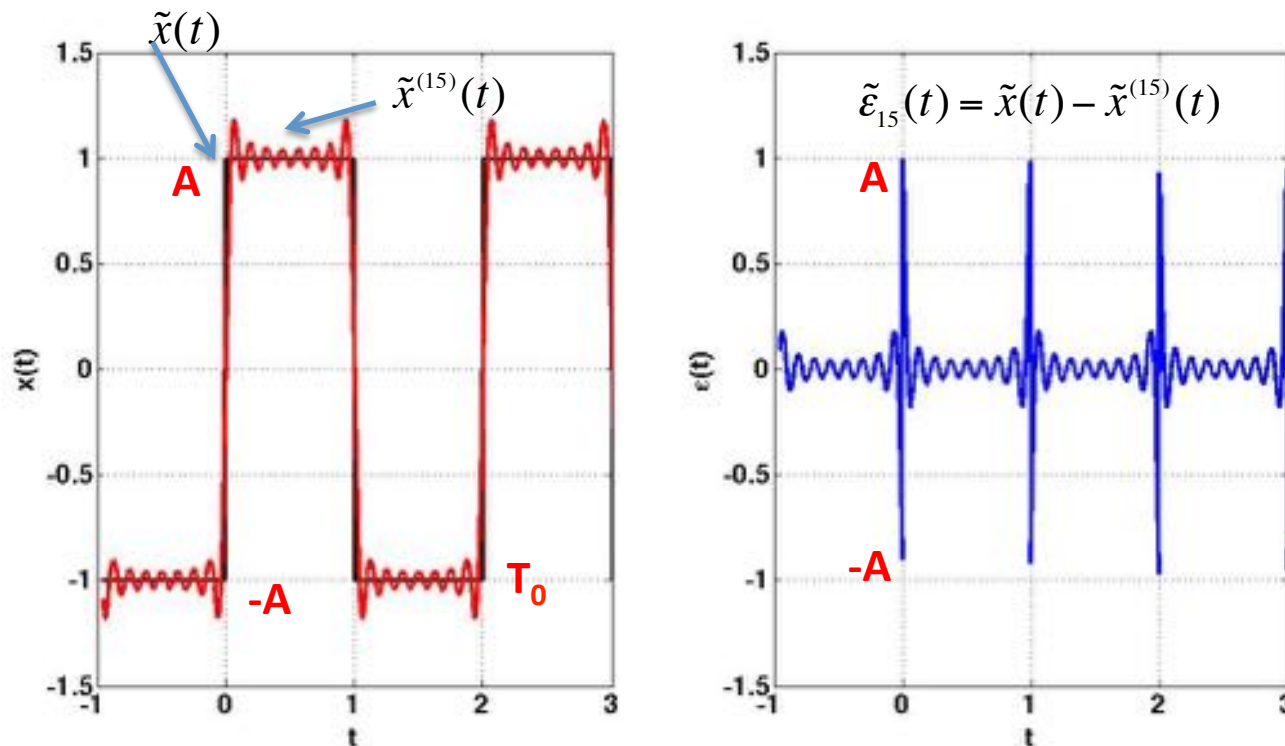 x̃(t)
x̃⁽¹⁵⁾(t)
1.5
1
0.5
0
-0.5
-1
-1.5
A
-A
T₀
x(t)
-1 0 1 2 3
t
ε̃₁₅(t) = x̃(t) − x̃⁽¹⁵⁾(t)
1.5
1
0.5
0
-0.5
-1
-1.5
A
-A
ε(t)
-1 0 1 2 3
t